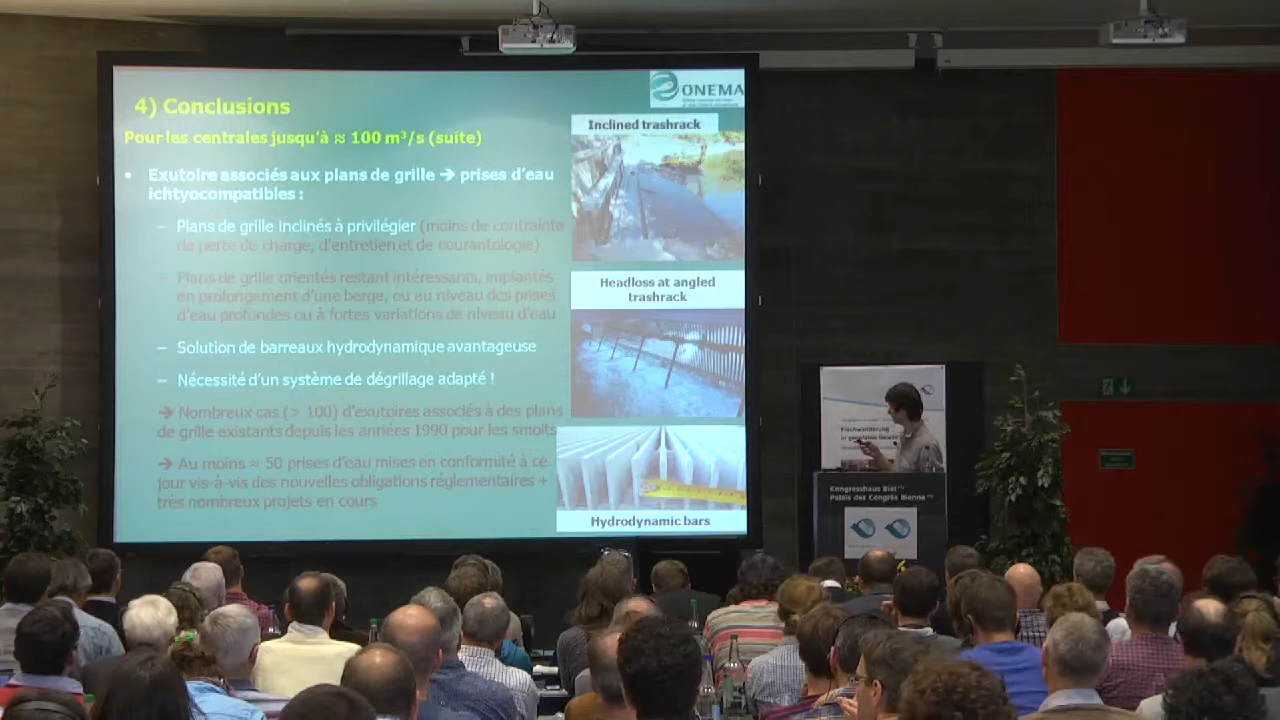 4) Conclusions
ONEMA
Pour les centrales jusqu'à ≈ 100 m³/s (suite)
• Exutoire associés aux plans de grille → prises d'eau
ichtyocompatibles :
– Plans de grille inclinés à privilégier (moins de contrainte
de perte de charge, d'entretien et de courantologie)
– Plans de grille orientés restant intéressants, implantés
en prolongement d'une berge, ou au niveau des prises
d'eau profondes ou à fortes variations de niveau d'eau
– Solution de barreaux hydrodynamique avantageuse
– Nécessité d'un système de dégrillage adapté !
→ Nombreux cas (> 100) d'exutoires associés à des plans
de grille existants depuis les années 1990 pour les smolts
→ Au moins ≈ 50 prises d'eau mises en conformité à ce
jour vis-à-vis des nouvelles obligations réglementaires +
très nombreux projets en cours
Inclined trashrack
Headloss at angled
trashrack
Hydrodynamic bars
Fischwanderung
Kongresshaus Biel
Palais des Congrès Bienne